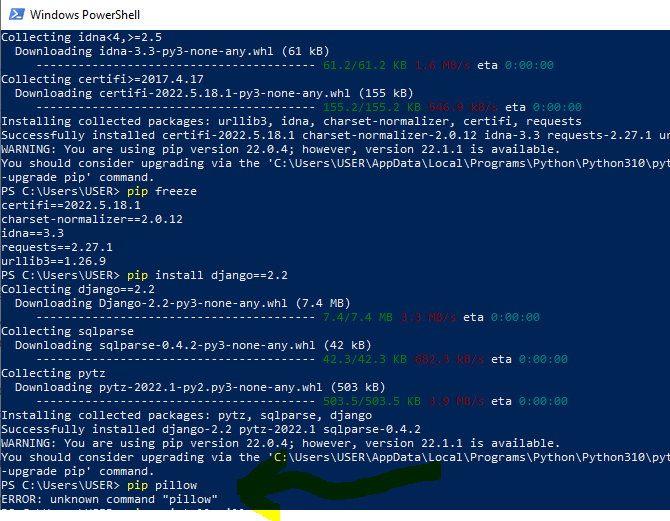 Windows PowerShell
Collecting idna<4,>=2.5
Downloading idna-3.3-py3-none-any.whl (61 kB)
---------------------------------------- 61.2/61.2 KB 1.6 MB/s eta 0:00:00
Collecting certifi>=2017.4.17
Downloading certifi-2022.5.18.1-py3-none-any.whl (155 kB)
---------------------------------------- 155.2/155.2 KB 546.9 kB/s eta 0:00:00
Installing collected packages: urllib3, idna, charset-normalizer, certifi, requests
Successfully installed certifi-2022.5.18.1 charset-normalizer-2.0.12 idna-3.3 requests-2.27.1 ur
WARNING: You are using pip version 22.0.4; however, version 22.1.1 is available.
You should consider upgrading via the 'C:\Users\USER\AppData\Local\Programs\Python\Python310\pyt
-upgrade pip' command.
PS C:\Users\USER> pip freeze
certifi==2022.5.18.1
charset-normalizer==2.0.12
idna==3.3
requests==2.27.1
urllib3==1.26.9
PS C:\Users\USER> pip install django==2.2
Collecting django==2.2
Downloading Django-2.2-py3-none-any.whl (7.4 MB)
---------------------------------------- 7.4/7.4 MB 3.3 MB/s eta 0:00:00
Collecting sqlparse
Downloading sqlparse-0.4.2-py3-none-any.whl (42 kB)
---------------------------------------- 42.3/42.3 KB 682.3 kB/s eta 0:00:00
Collecting pytz
Downloading pytz-2022.1-py2.py3-none-any.whl (503 kB)
---------------------------------------- 503.5/503.5 KB 3.9 MB/s eta 0:00:00
Installing collected packages: pytz, sqlparse, django
Successfully installed django-2.2 pytz-2022.1 sqlparse-0.4.2
WARNING: You are using pip version 22.0.4; however, version 22.1.1 is available.
You should consider upgrading via the 'C:\Users\USER\AppData\Local\Programs\Python\Python310\pyt
-upgrade pip' command.
PS C:\Users\USER> pip pillow
ERROR: unknown command "pillow"